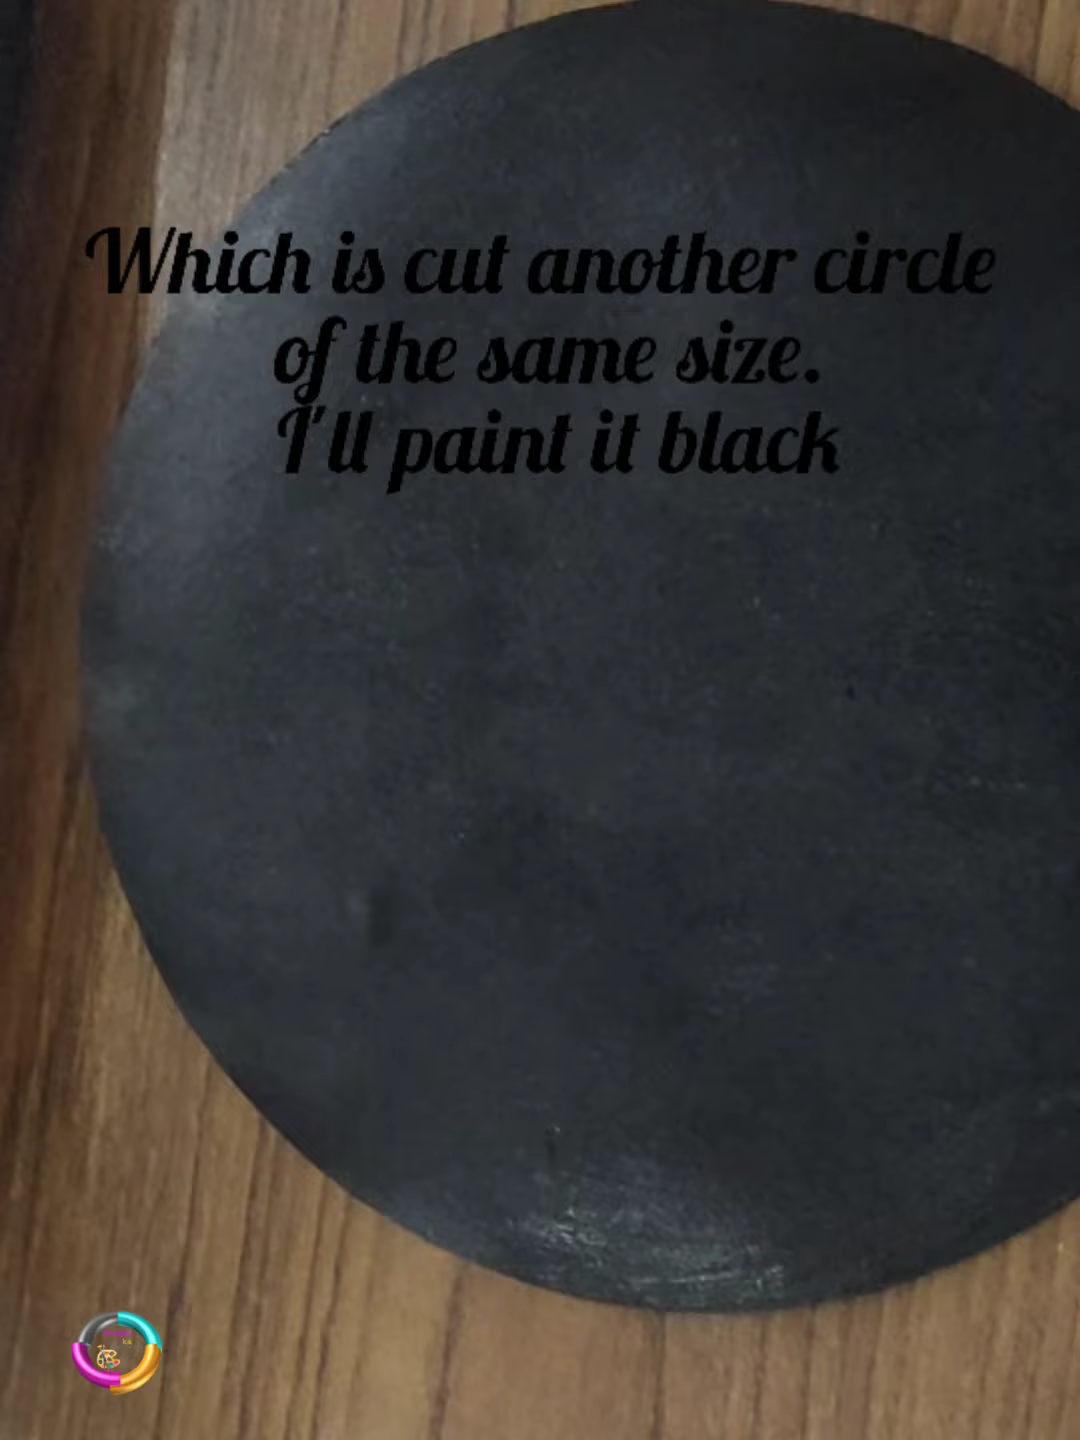 Which is cut another circle
of the same size.
I'll paint it black